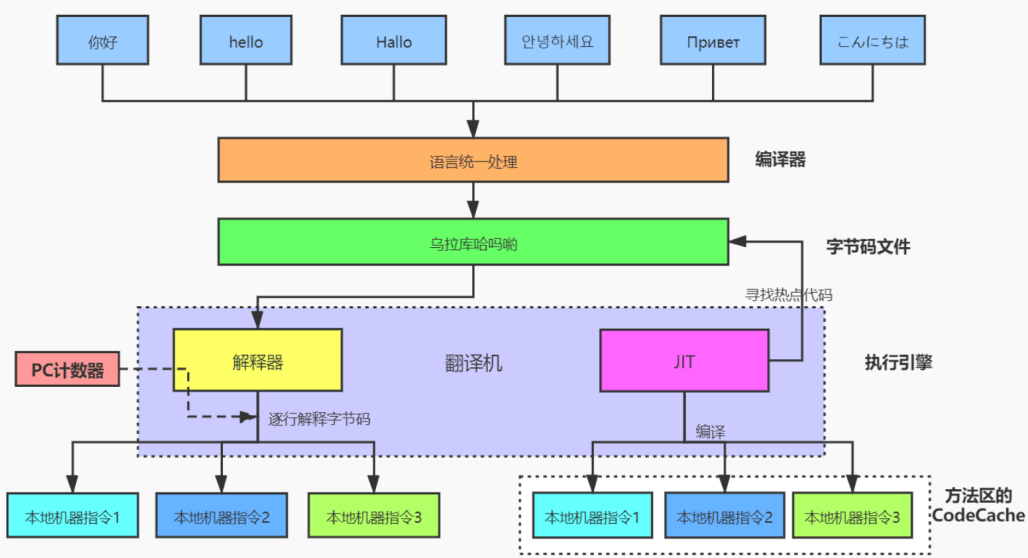 你好
hello
Hallo
안녕하세요
Привет
こんにちは
语言统一处理
编译器
乌拉库哈吗哟
字节码文件
寻找热点代码
解释器
翻译机
JIT
执行引擎
PC计数器
逐行解释字节码
编译
本地机器指令1
本地机器指令2
本地机器指令3
本地机器指令1
本地机器指令2
本地机器指令3
方法区的
CodeCache